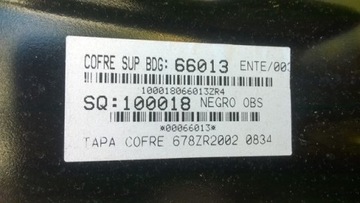 COFRE SUP BDG: 66013 ENTE/003
100018066013ZR4
SQ:100018 NEGRO OBS
*00066013*
TAPA COFRE 678ZR2002 0834